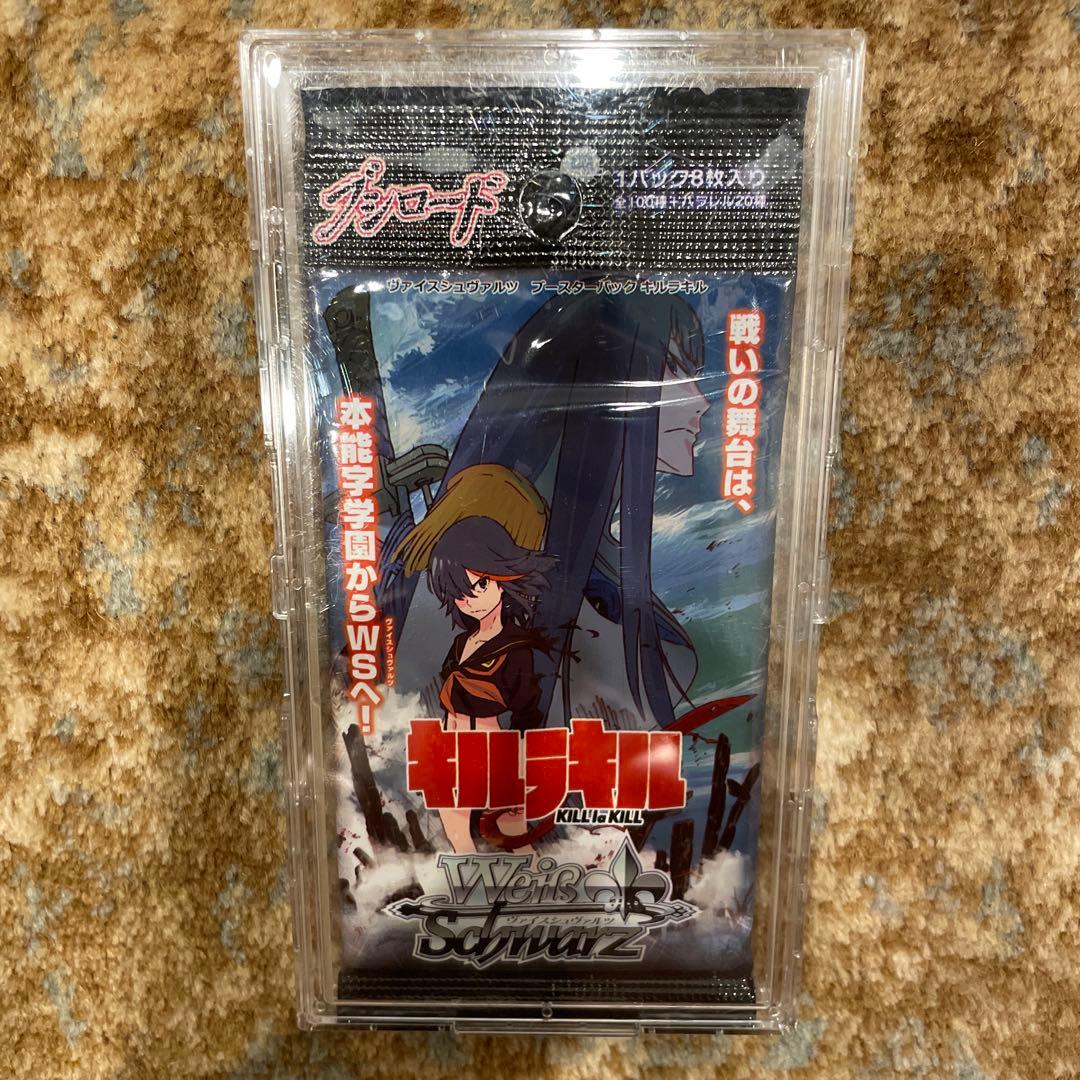 ブシロード
1パック8枚入り
全100種+パラレル20種
ヴァイスシュヴァルツ ブースターパック キルラキル
戦いの舞台は、
本能字学園からWSへ!
ヴァイスシュヴァルツ
キルラキル
KILL la KILL
Weiß
ヴァイスシュヴァルツ
Schwarz